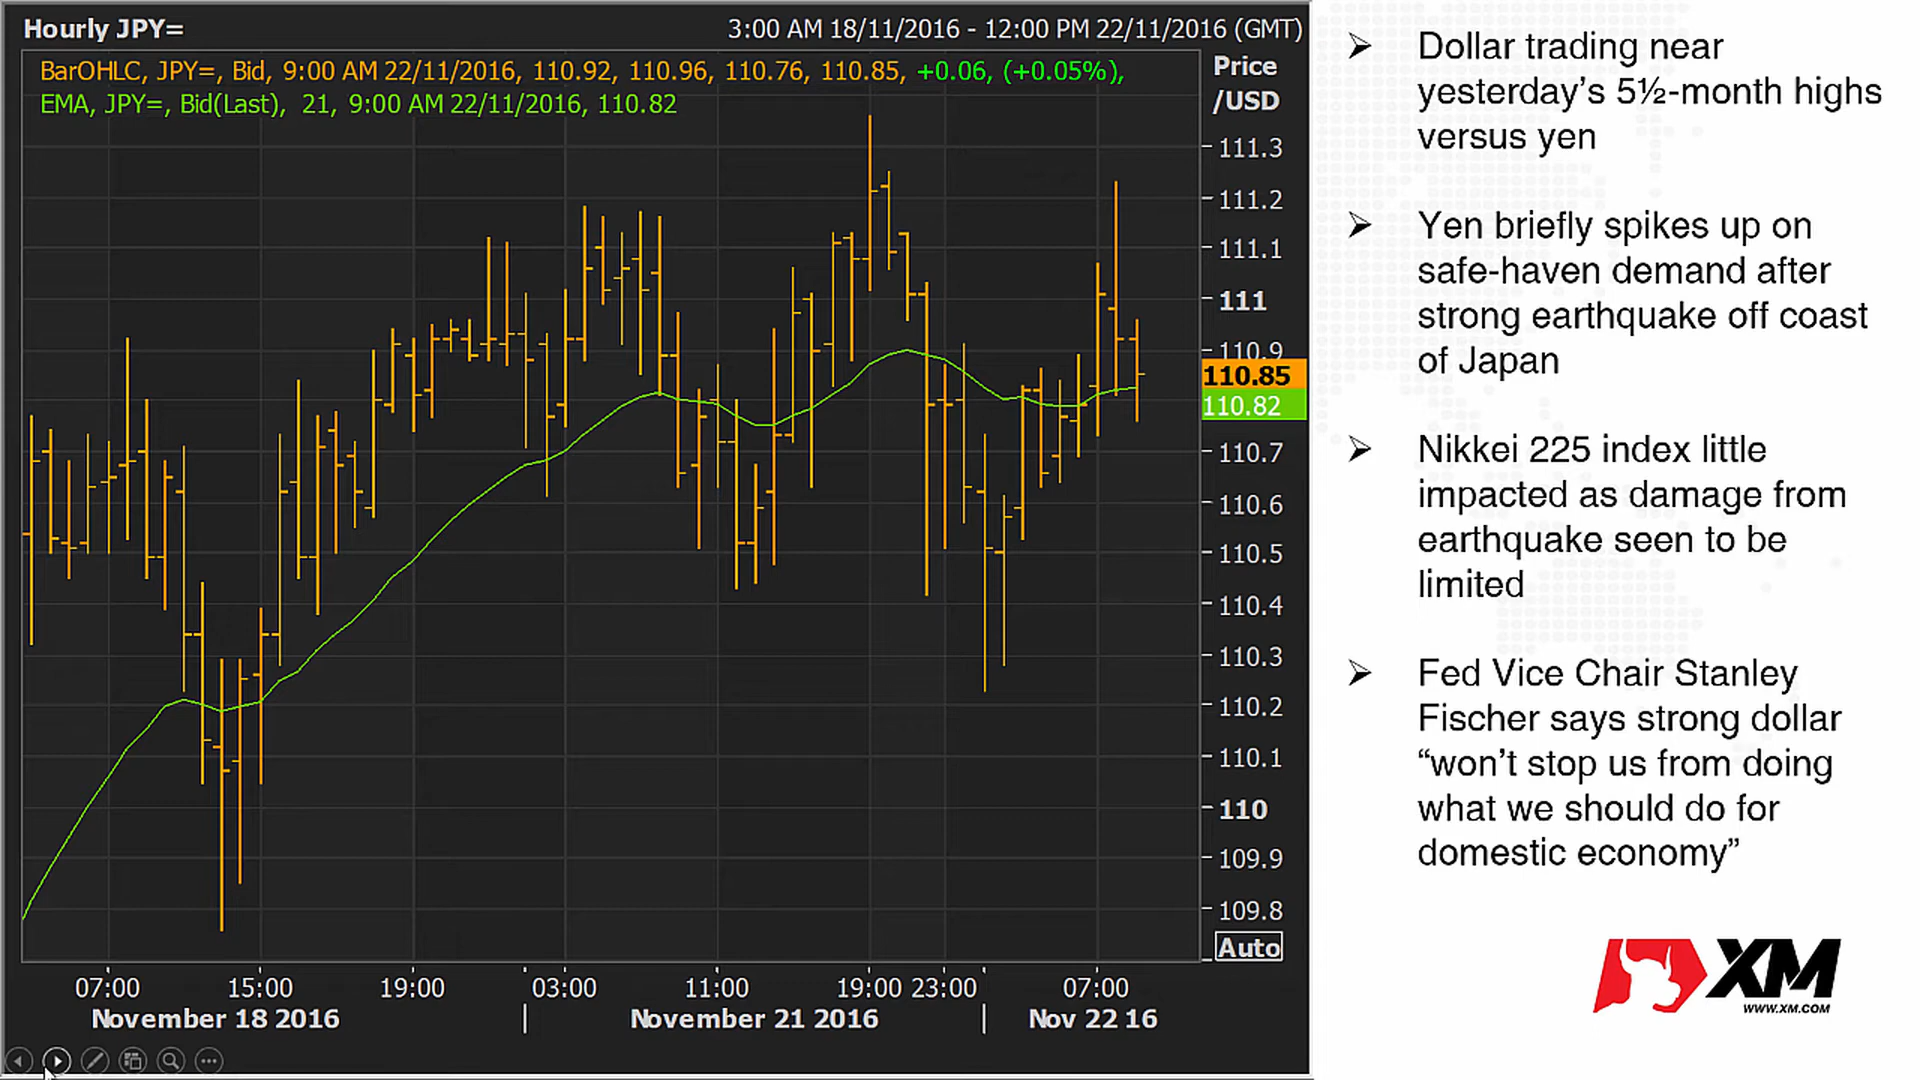 Hourly JPY=
3:00 AM 18/11/2016 - 12:00 PM 22/11/2016 (GMT)
BarOHLC, JPY=, Bid, 9:00 AM 22/11/2016, 110.92, 110.96, 110.76, 110.85, +0.06, (+0.05%),
EMA, JPY=, Bid(Last), 21, 9:00 AM 22/11/2016, 110.82
Price
/USD
111.3
111.2
111.1
111
110.9
110.85
110.82
110.7
110.6
110.5
110.4
110.3
110.2
110.1
110
109.9
109.8
Auto
07:00 15:00 19:00 03:00 11:00 19:00 23:00 07:00
November 18 2016 November 21 2016 Nov 22 16
Dollar trading near
yesterday’s 5½-month highs
versus yen
Yen briefly spikes up on
safe-haven demand after
strong earthquake off coast
of Japan
Nikkei 225 index little
impacted as damage from
earthquake seen to be
limited
Fed Vice Chair Stanley
Fischer says strong dollar
“won’t stop us from doing
what we should do for
domestic economy”
XM
WWW.XM.COM